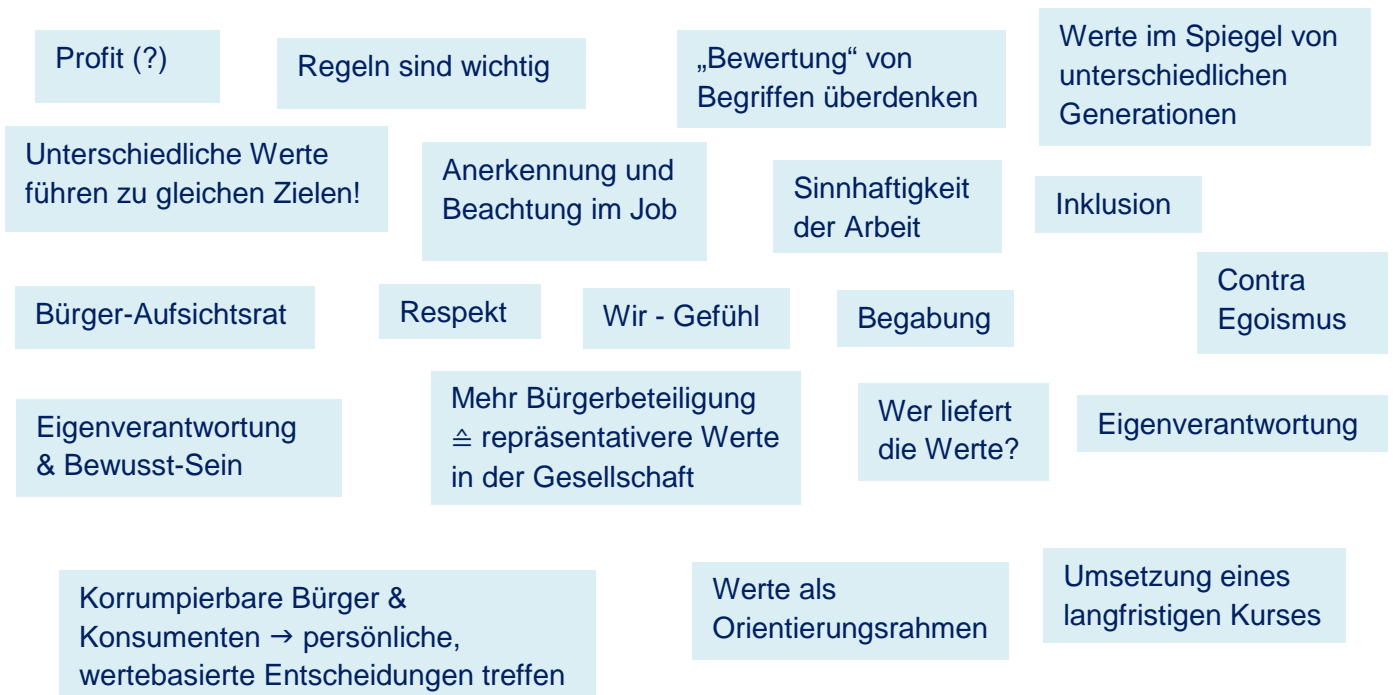 Profit (?)
Regeln sind wichtig
„Bewertung“ von
Begriffen überdenken
Werte im Spiegel von
unterschiedlichen
Generationen
Unterschiedliche Werte
führen zu gleichen Zielen!
Anerkennung und
Beachtung im Job
Sinnhaftigkeit
der Arbeit
Inklusion
Contra
Egoismus
Bürger-Aufsichtsrat
Respekt
Wir - Gefühl
Begabung
Eigenverantwortung
& Bewusst-Sein
Mehr Bürgerbeteiligung
≙ repräsentativere Werte
in der Gesellschaft
Wer liefert
die Werte?
Eigenverantwortung
Korrumpierbare Bürger &
Konsumenten → persönliche,
wertebasierte Entscheidungen treffen
Werte als
Orientierungsrahmen
Umsetzung eines
langfristigen Kurses